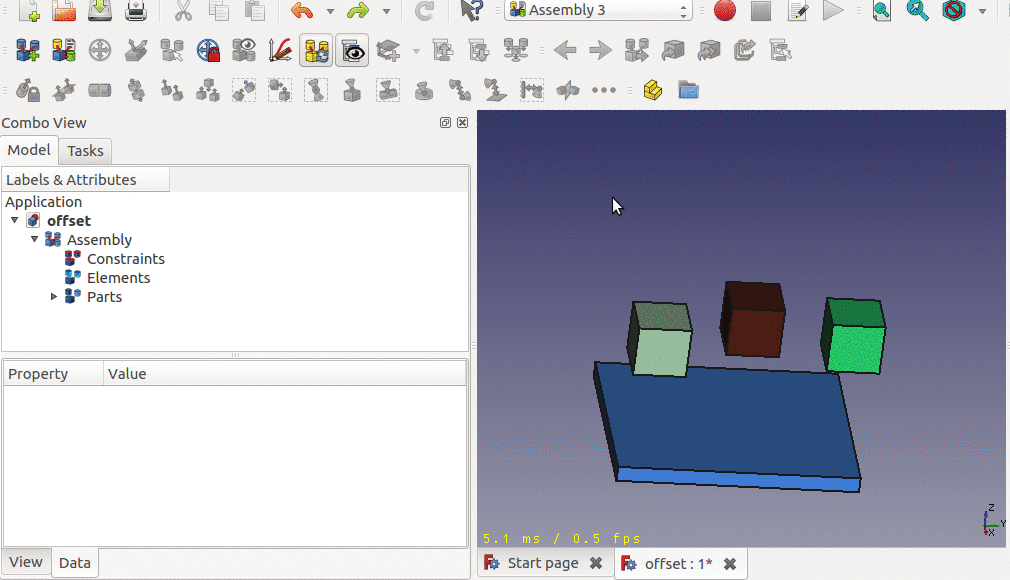 Assembly 3
Combo View
Model
Tasks
Labels & Attributes
Application
offset
Assembly
Constraints
Elements
Parts
Property
Value
5.1 ms / 0.5 fps
Z
Y
X
View
Data
Start page
offset : 1*